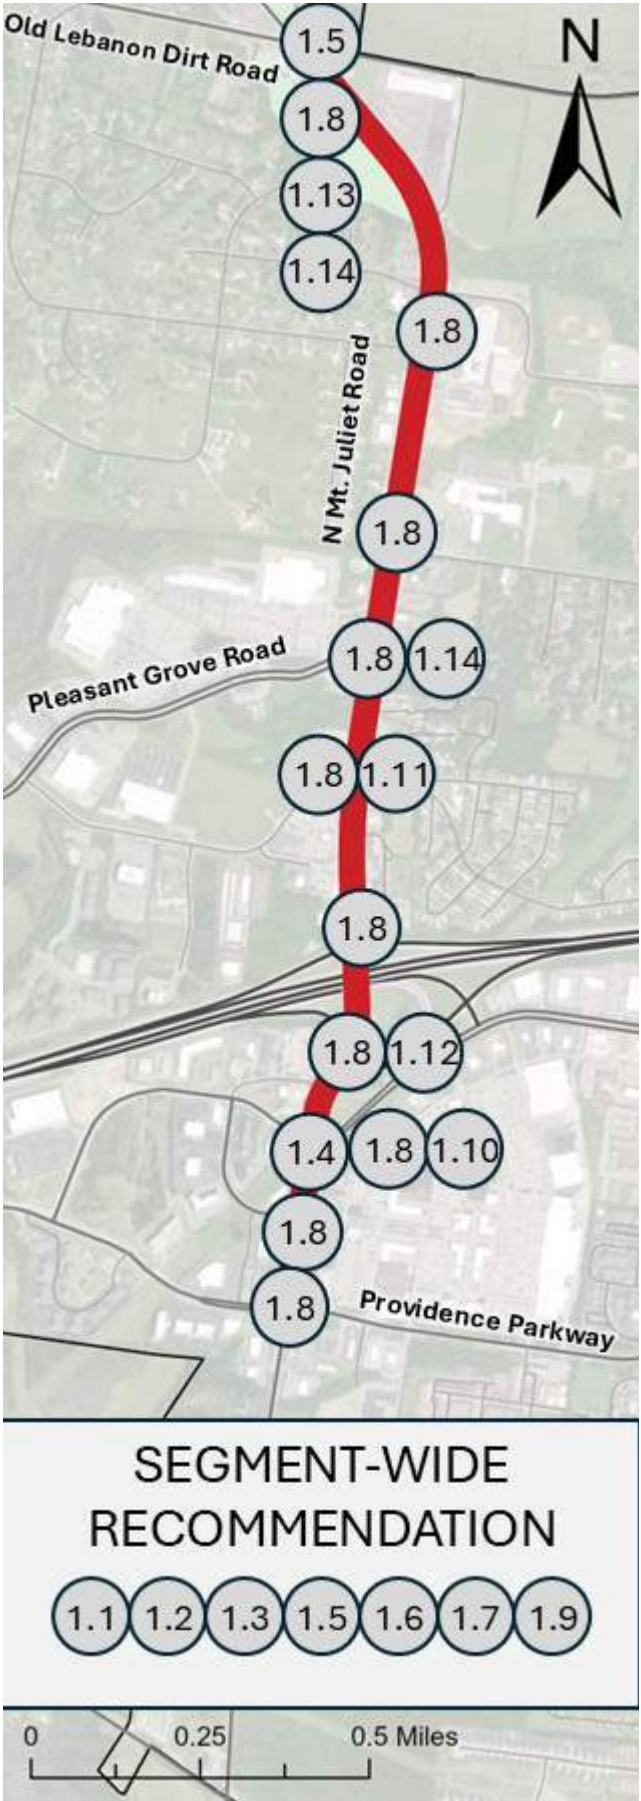 Old Lebanon Dirt Road
1.5
N
1.8
1.13
1.14
1.8
N Mt. Juliet Road
1.8
Pleasant Grove Road
1.8 1.14
1.8 1.11
1.8
1.8 1.12
1.4 1.8 1.10
1.8
1.8
Providence Parkway
SEGMENT-WIDE
RECOMMENDATION
1.1 1.2 1.3 1.5 1.6 1.7 1.9
0 0.25 0.5 Miles